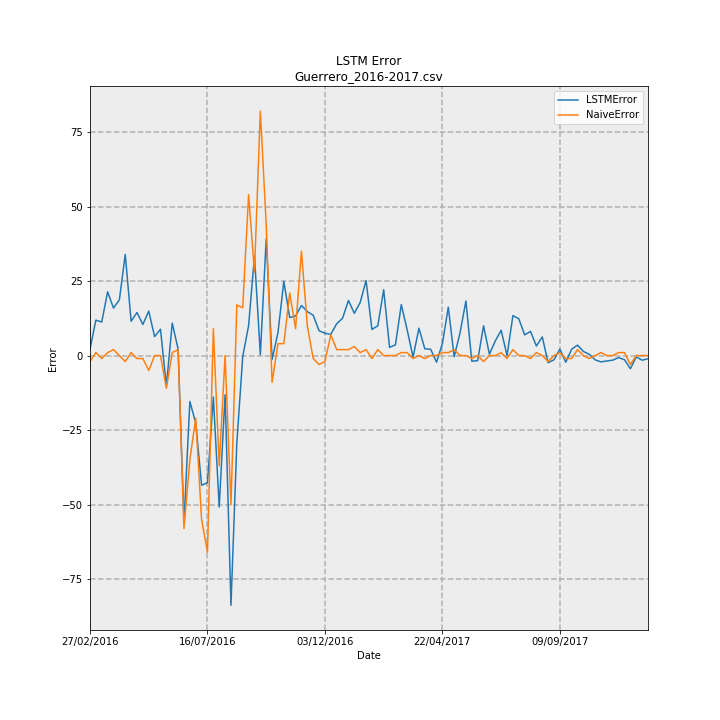 LSTM Error
Guerrero_2016-2017.csv
LSTMError
NaiveError
75
50
25
0
−25
−50
−75
Error
27/02/2016
16/07/2016
03/12/2016
22/04/2017
09/09/2017
Date